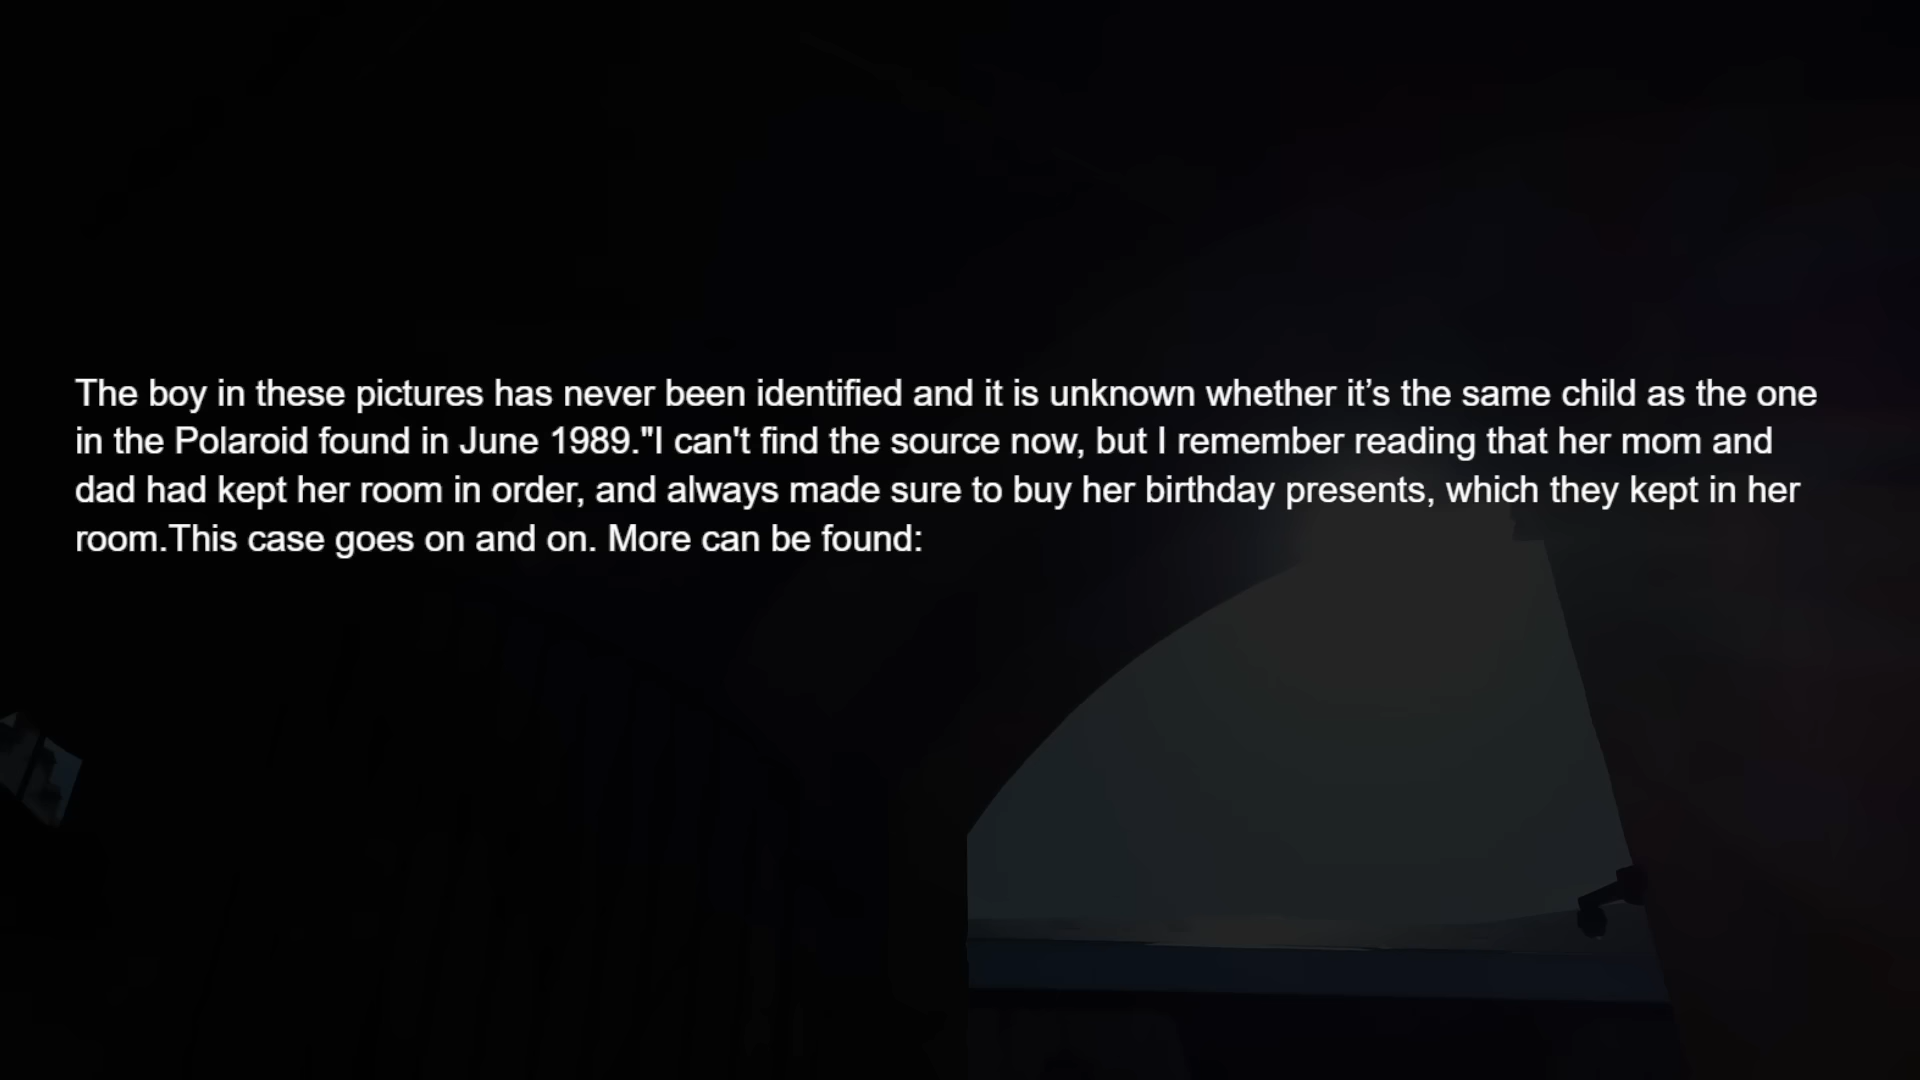 The boy in these pictures has never been identified and it is unknown whether it’s the same child as the one
in the Polaroid found in June 1989."I can't find the source now, but I remember reading that her mom and
dad had kept her room in order, and always made sure to buy her birthday presents, which they kept in her
room.This case goes on and on. More can be found: